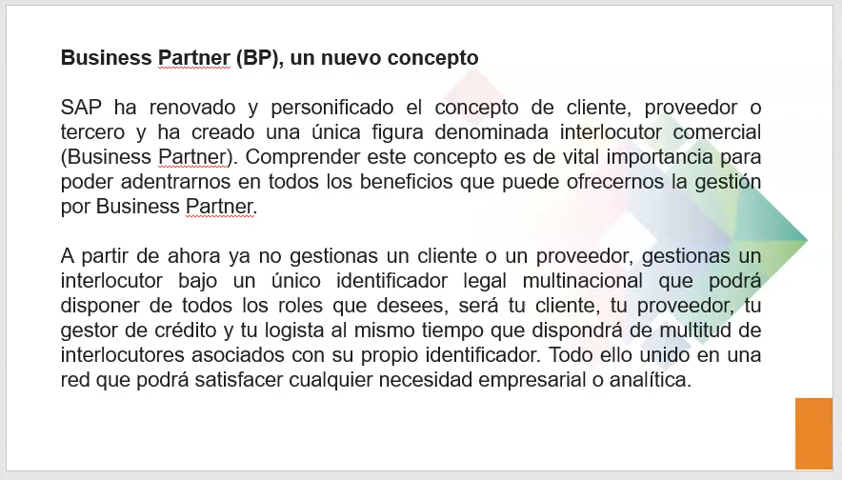 Business Partner (BP), un nuevo concepto
SAP ha renovado y personificado el concepto de cliente, proveedor o
tercero y ha creado una única figura denominada interlocutor comercial
(Business Partner). Comprender este concepto es de vital importancia para
poder adentrarnos en todos los beneficios que puede ofrecernos la gestión
por Business Partner.
A partir de ahora ya no gestionas un cliente o un proveedor, gestionas un
interlocutor bajo un único identificador legal multinacional que podrá
disponer de todos los roles que desees, será tu cliente, tu proveedor, tu
gestor de crédito y tu logista al mismo tiempo que dispondrá de multitud de
interlocutores asociados con su propio identificador. Todo ello unido en una
red que podrá satisfacer cualquier necesidad empresarial o analítica.